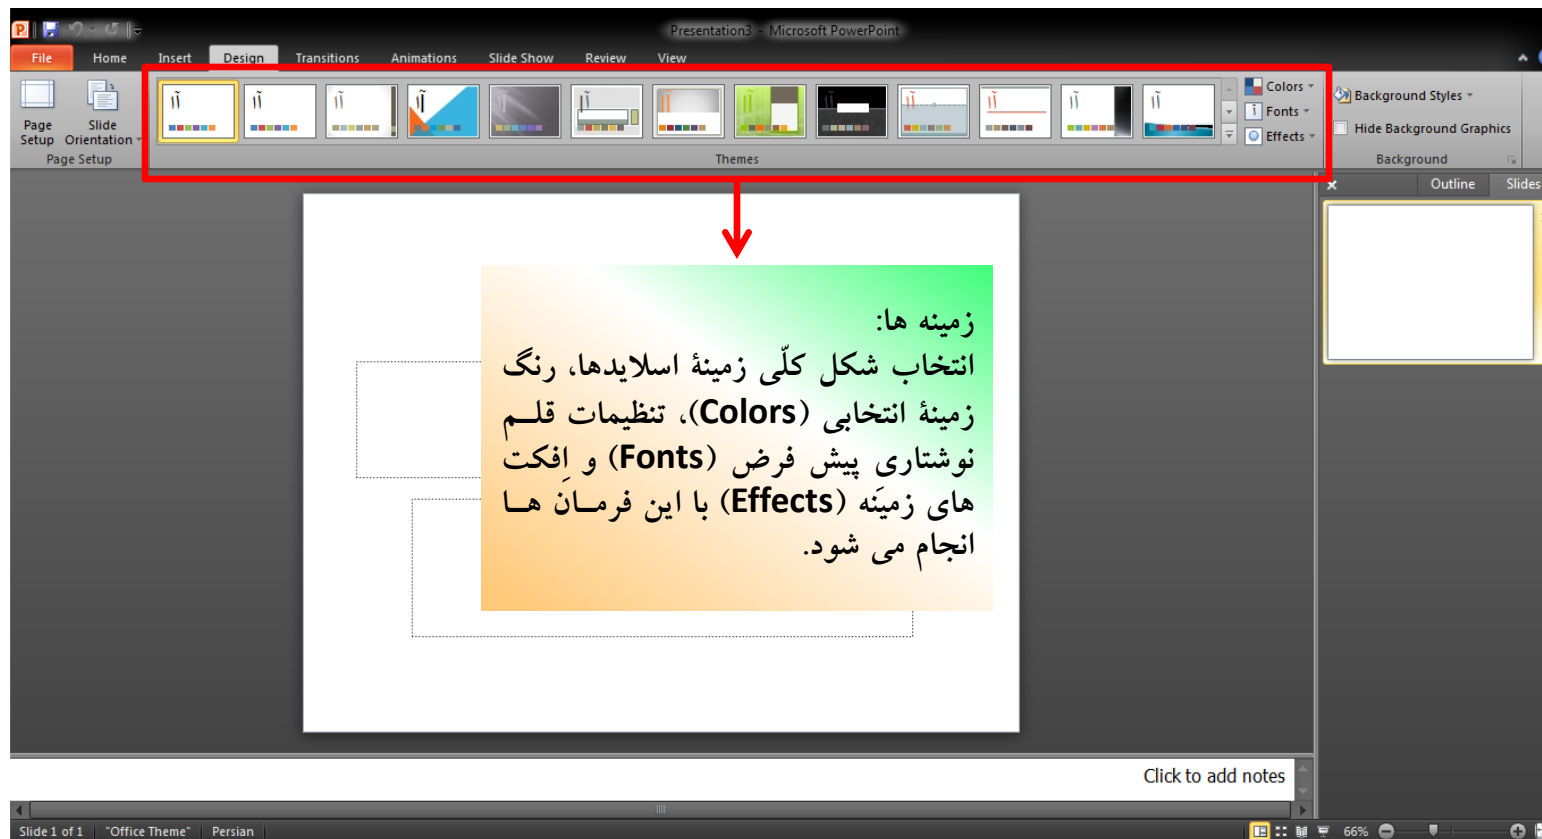 Presentation3 - Microsoft PowerPoint
File Home Insert Design Transitions Animations Slide Show Review View
Page Setup
Slide Orientation
Page Setup
Themes
Colors
Fonts
Effects
Background Styles
Hide Background Graphics
Background
Outline Slides
زمینه ها:
انتخاب شکل کلّی زمینهٔ اسلایدها، رنگ
زمینهٔ انتخابی (Colors)، تنظیمات قلــم
نوشتاریِ پیش فرض (Fonts) و اِفکت
های زمینَه (Effects) با این فرمــان هــا
انجام می شود.
Click to add notes
Slide 1 of 1 "Office Theme" Persian 66%